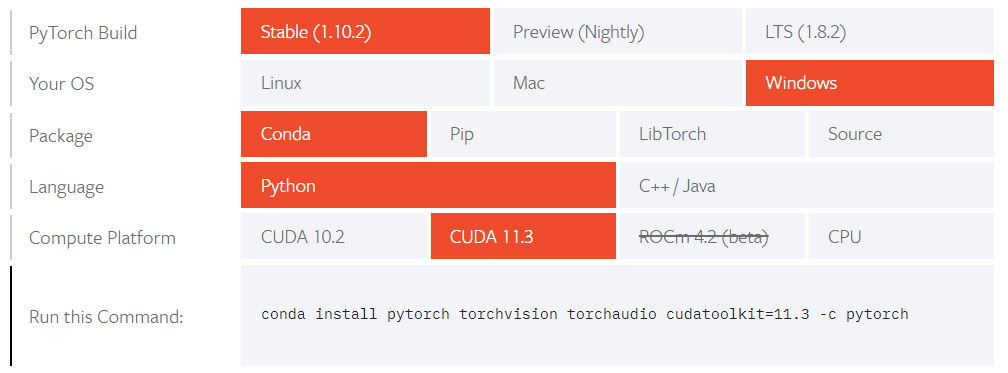 PyTorch Build Stable (1.10.2) Preview (Nightly) LTS (1.8.2)
Your OS Linux Mac Windows
Package Conda Pip LibTorch Source
Language Python C++ / Java
Compute Platform CUDA 10.2 CUDA 11.3 ROCm 4.2 (beta) CPU
Run this Command: conda install pytorch torchvision torchaudio cudatoolkit=11.3 -c pytorch